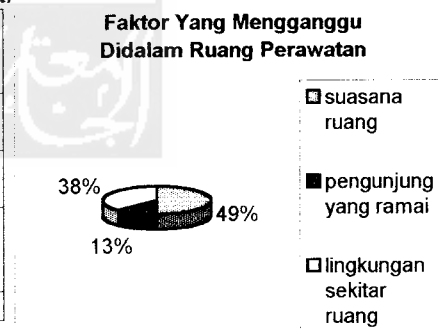 Faktor Yang Mengganggu
Didalam Ruang Perawatan
suasana
ruang
pengunjung
yang ramai
lingkungan
sekitar
ruang
38%
49%
13%